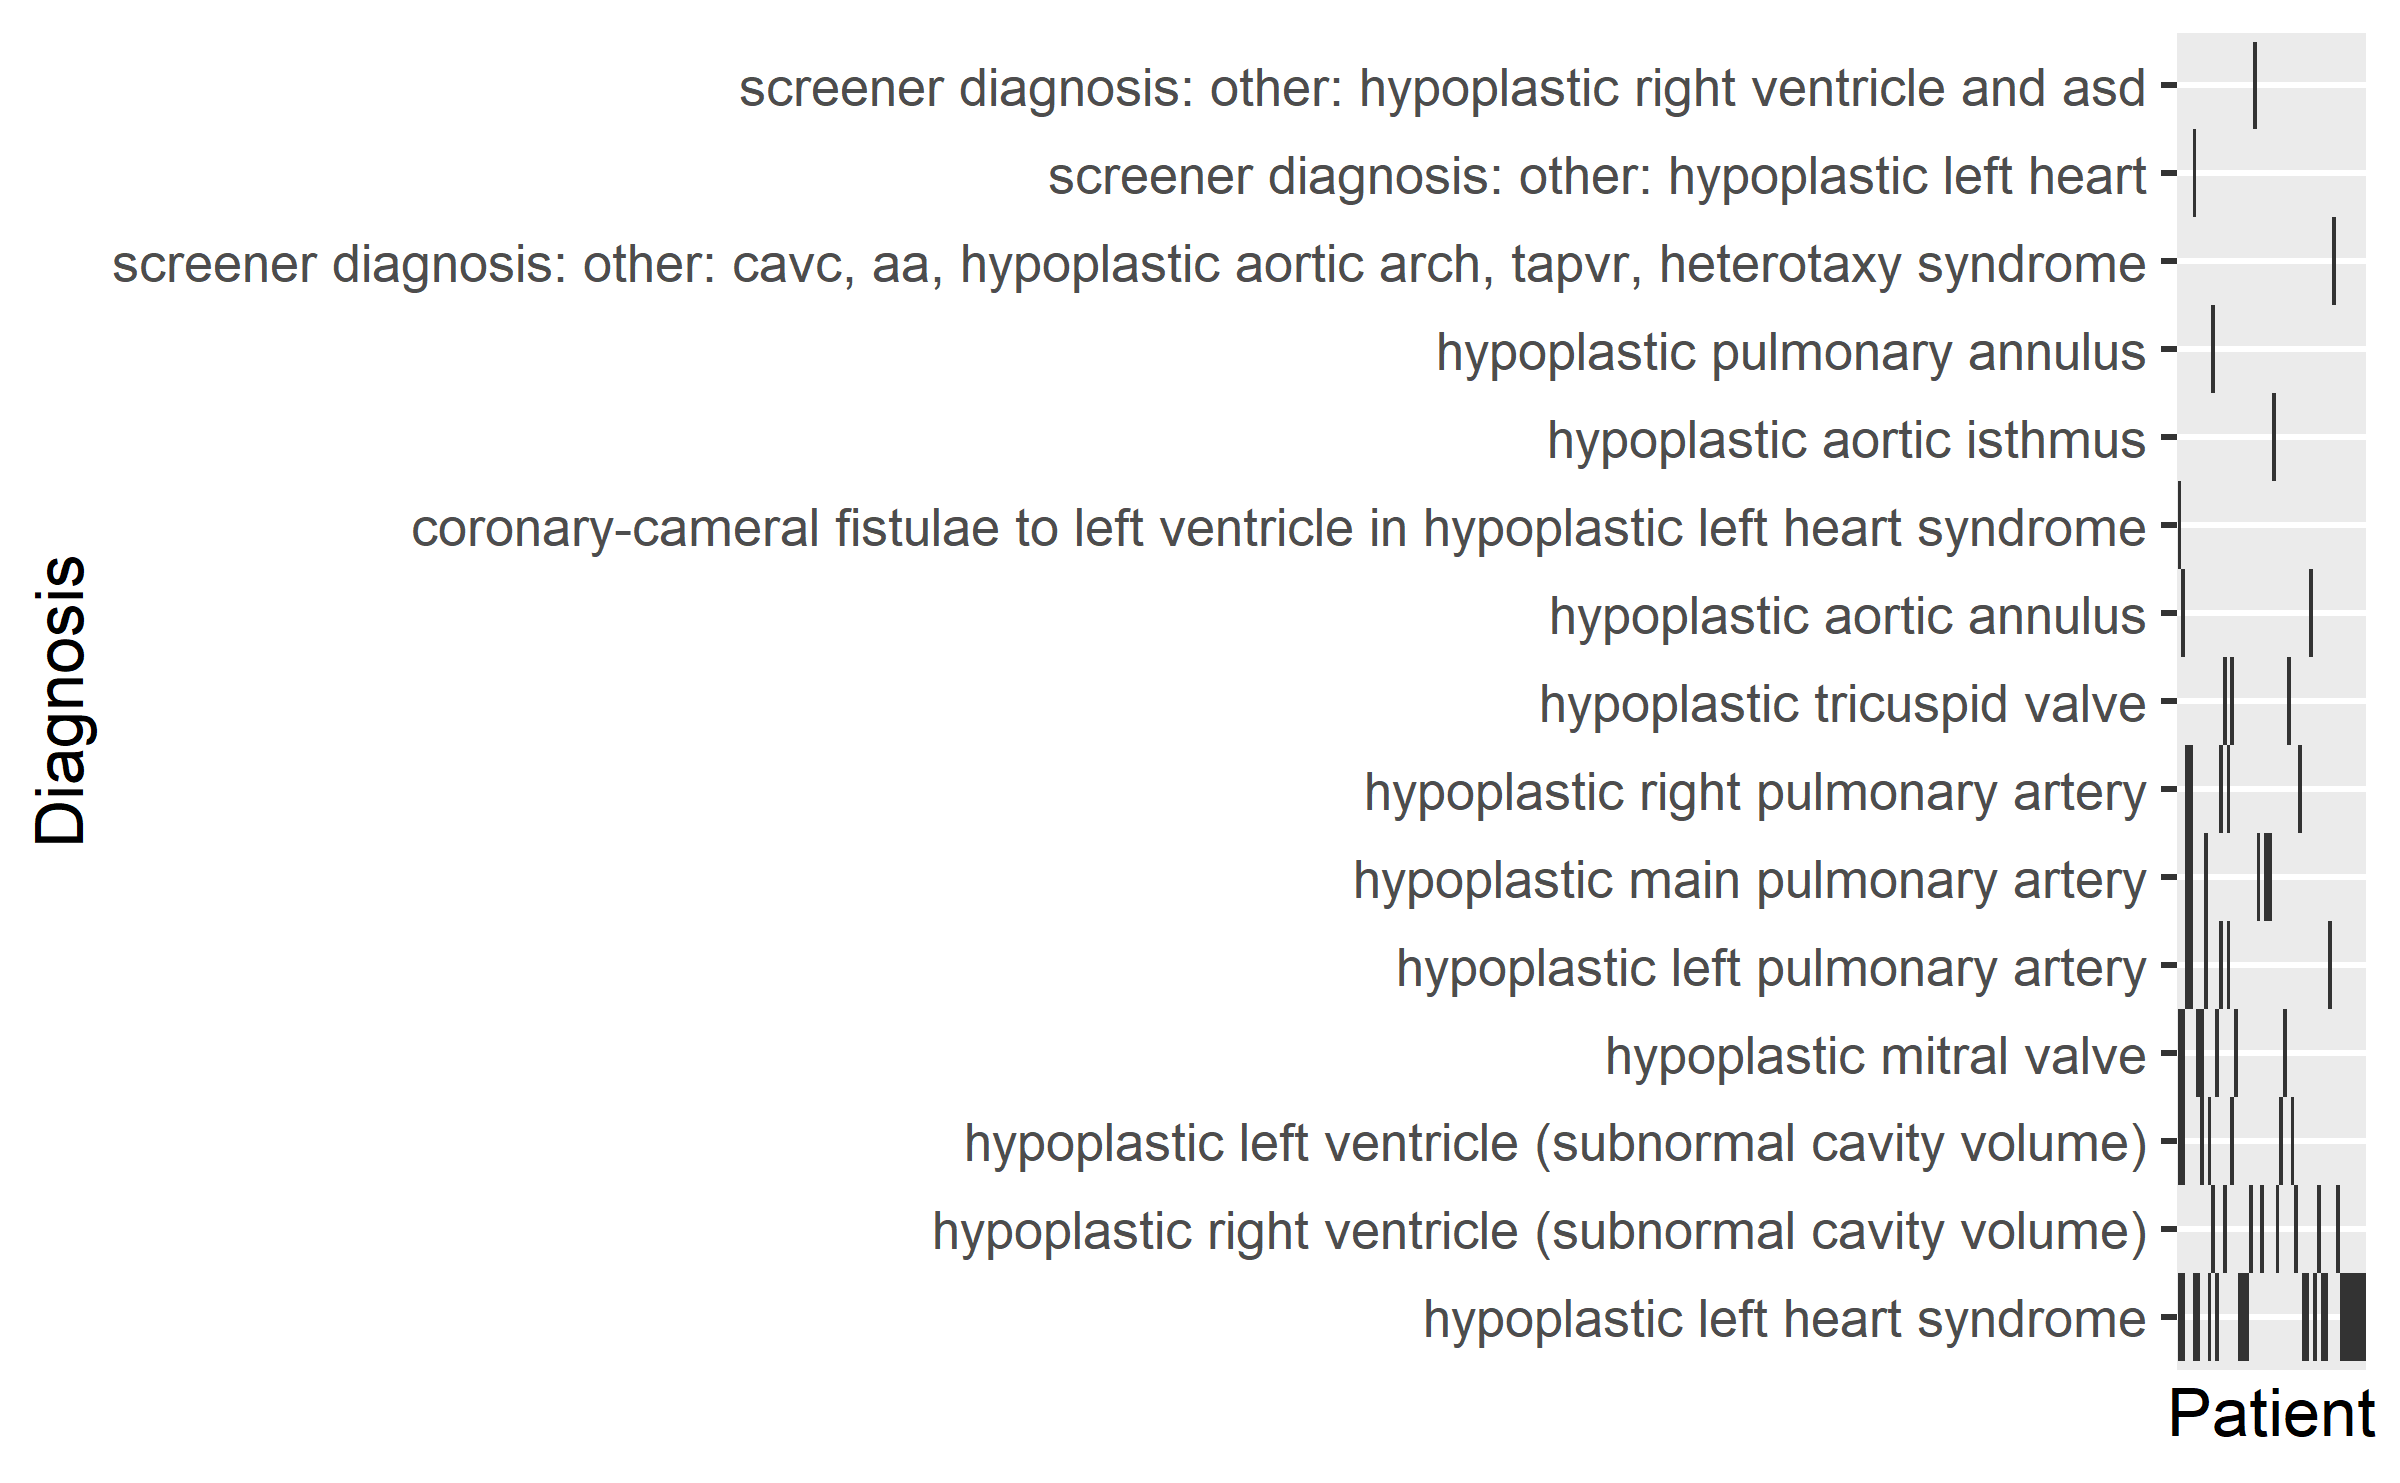 screener diagnosis: other: hypoplastic right ventricle and asd
screener diagnosis: other: hypoplastic left heart
screener diagnosis: other: cavc, aa, hypoplastic aortic arch, tapvr, heterotaxy syndrome
hypoplastic pulmonary annulus
hypoplastic aortic isthmus
coronary-cameral fistulae to left ventricle in hypoplastic left heart syndrome
hypoplastic aortic annulus
hypoplastic tricuspid valve
hypoplastic right pulmonary artery
hypoplastic main pulmonary artery
hypoplastic left pulmonary artery
hypoplastic mitral valve
hypoplastic left ventricle (subnormal cavity volume)
hypoplastic right ventricle (subnormal cavity volume)
hypoplastic left heart syndrome
Diagnosis
Patient